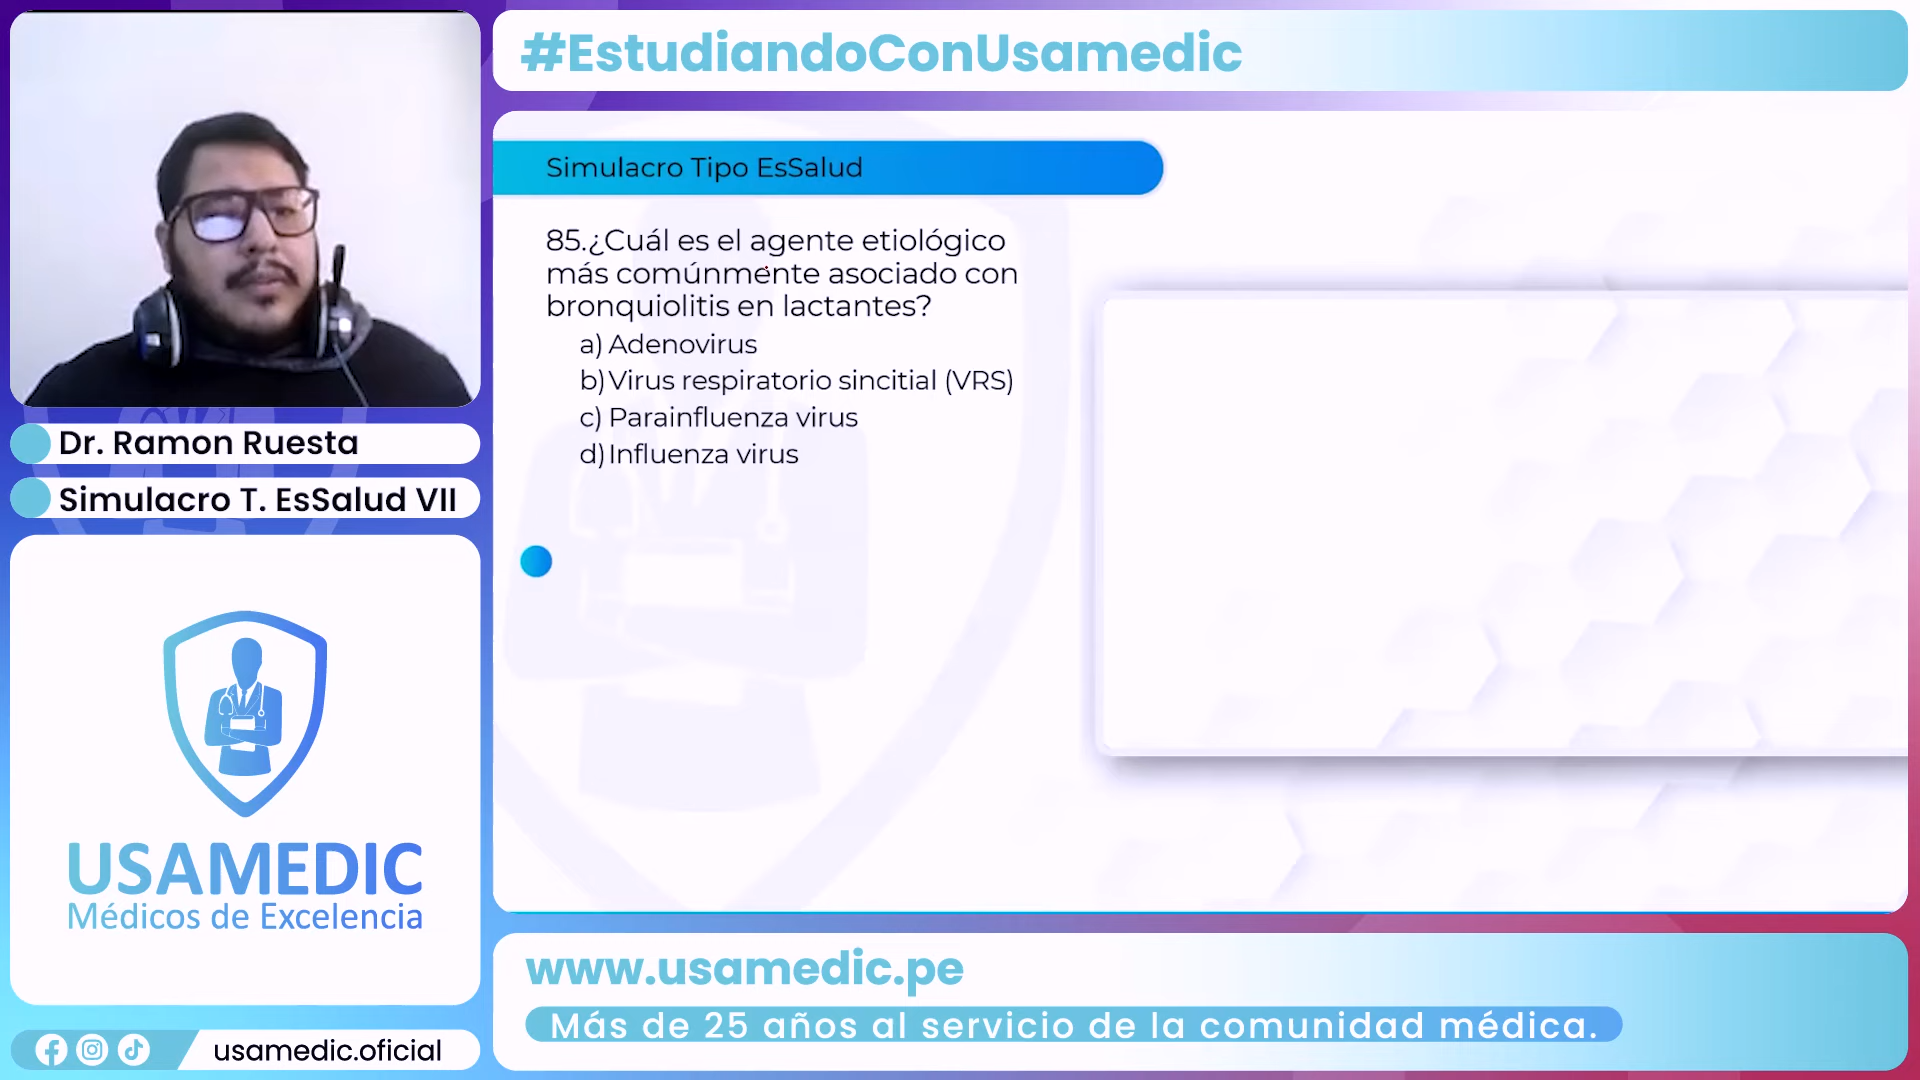 #EstudiandoConUsamedic
Simulacro Tipo EsSalud
85.¿Cuál es el agente etiológico
más comúnmente asociado con
bronquiolitis en lactantes?
a) Adenovirus
b) Virus respiratorio sincitial (VRS)
c) Parainfluenza virus
d) Influenza virus
Dr. Ramon Ruesta
Simulacro T. EsSalud VII
USAMEDIC
Médicos de Excelencia
usamedic.oficial
www.usamedic.pe
Más de 25 años al servicio de la comunidad médica.